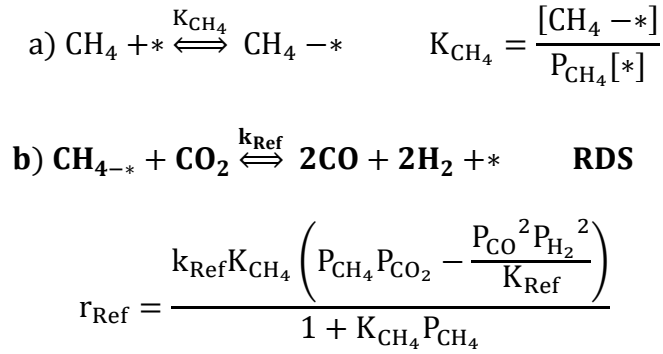 a) CH₄ +∗ ⟺ CH₄ −∗ K_CH₄ = [CH₄ −∗] / P_CH₄[∗]
K_CH₄
b) CH₄₋∗ + CO₂ ⟺ 2CO + 2H₂ +∗ RDS
k_Ref
r_Ref = k_Ref K_CH₄ (P_CH₄ P_CO₂ − P_CO² P_H₂² / K_Ref) / 1 + K_CH₄ P_CH₄